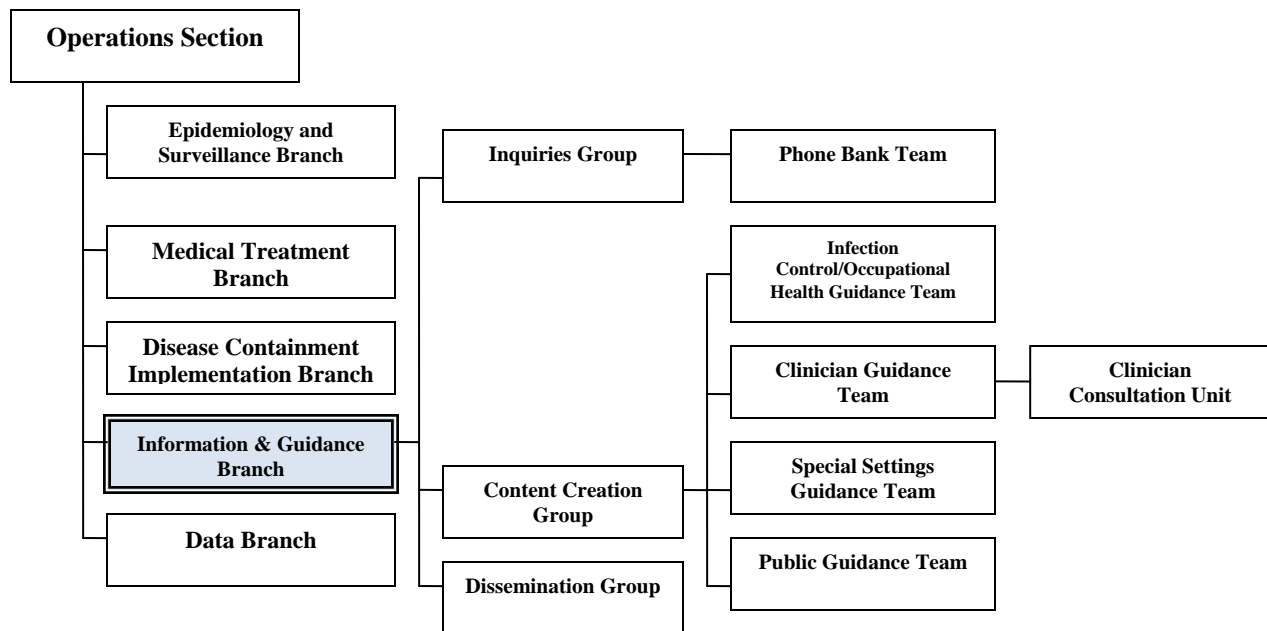 Operations Section
Epidemiology and
Surveillance Branch
Medical Treatment
Branch
Disease Containment
Implementation Branch
Information & Guidance
Branch
Data Branch
Inquiries Group
Content Creation
Group
Dissemination Group
Phone Bank Team
Infection
Control/Occupational
Health Guidance Team
Clinician Guidance
Team
Special Settings
Guidance Team
Public Guidance Team
Clinician
Consultation Unit